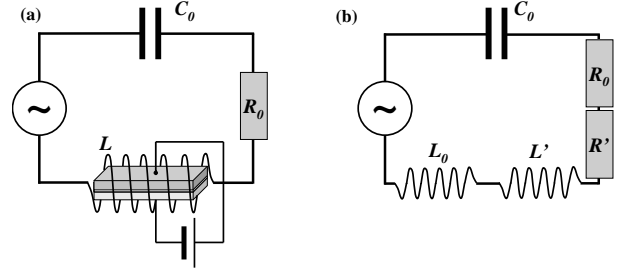 (a)
C₀
R₀
L
~
(b)
C₀
R₀
R'
L₀
L'
~